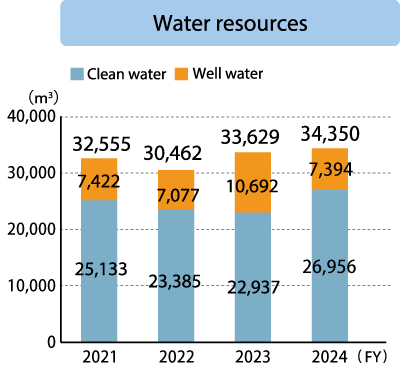 Water resources
Clean water Well water
(m³)
40,000
32,555 30,462 33,629 34,350
30,000
7,422 7,077 10,692 7,394
20,000
25,133 23,385 22,937 26,956
10,000
0
2021 2022 2023 2024 (FY)